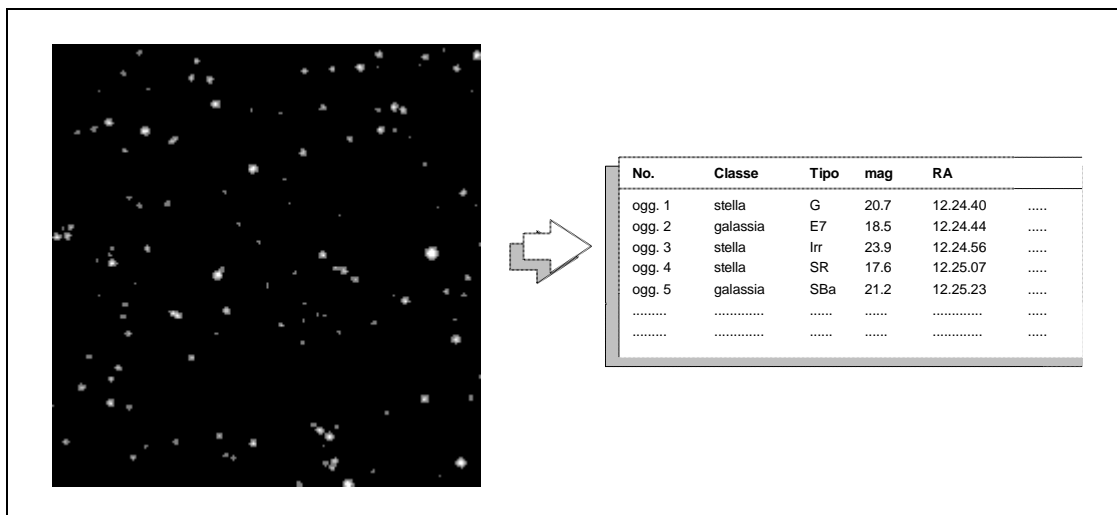 No. Classe Tipo mag RA
ogg. 1 stella G 20.7 12.24.40 .....
ogg. 2 galassia E7 18.5 12.24.44 .....
ogg. 3 stella Irr 23.9 12.24.56 .....
ogg. 4 stella SR 17.6 12.25.07 .....
ogg. 5 galassia SBa 21.2 12.25.23 .....
......... ............. ...... ...... ............. .....
......... ............. ...... ...... ............. .....